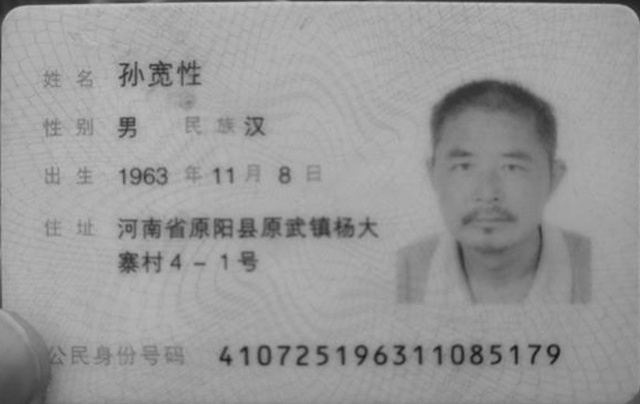 姓名 孙宽性
性别 男 民族 汉
出生 1963 年 11 月 8 日
住址 河南省原阳县原武镇杨大
寨村4－1号
公民身份号码 410725196311085179